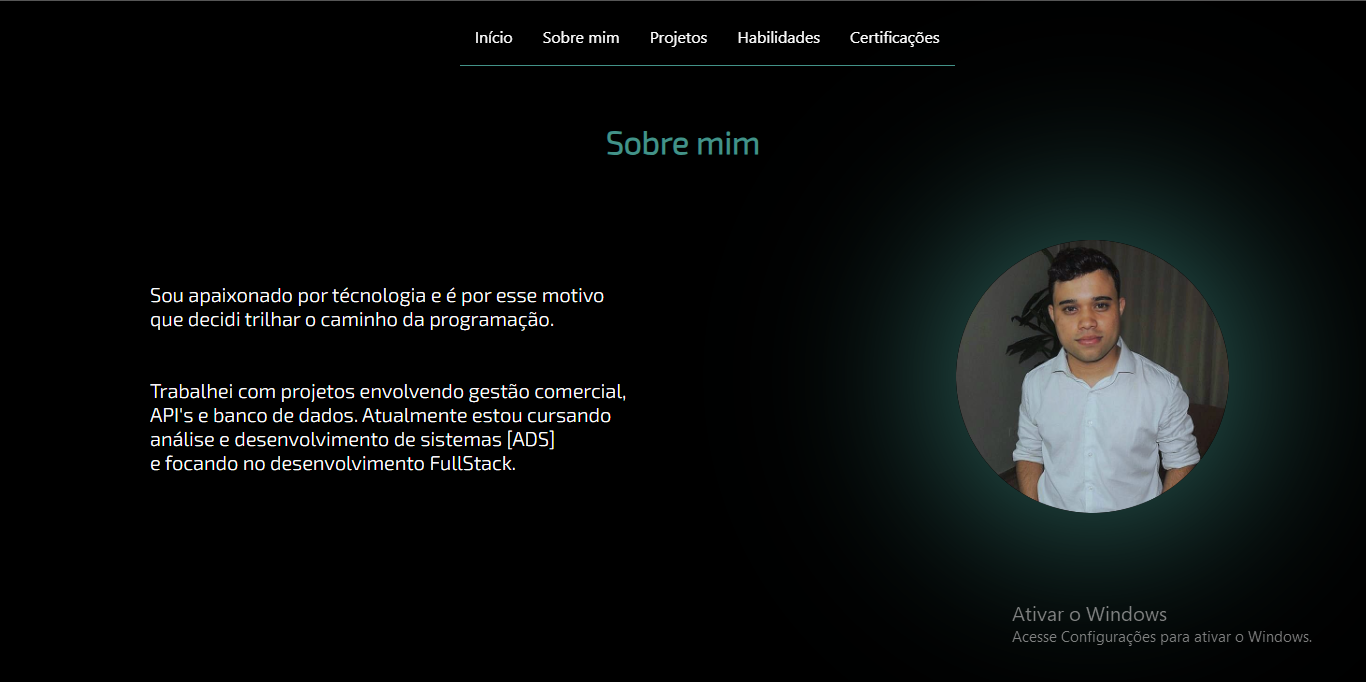 Início Sobre mim Projetos Habilidades Certificações
Sobre mim
Sou apaixonado por técnologia e é por esse motivo
que decidi trilhar o caminho da programação.
Trabalhei com projetos envolvendo gestão comercial,
API's e banco de dados. Atualmente estou cursando
análise e desenvolvimento de sistemas [ADS]
e focando no desenvolvimento FullStack.
Ativar o Windows
Acesse Configurações para ativar o Windows.